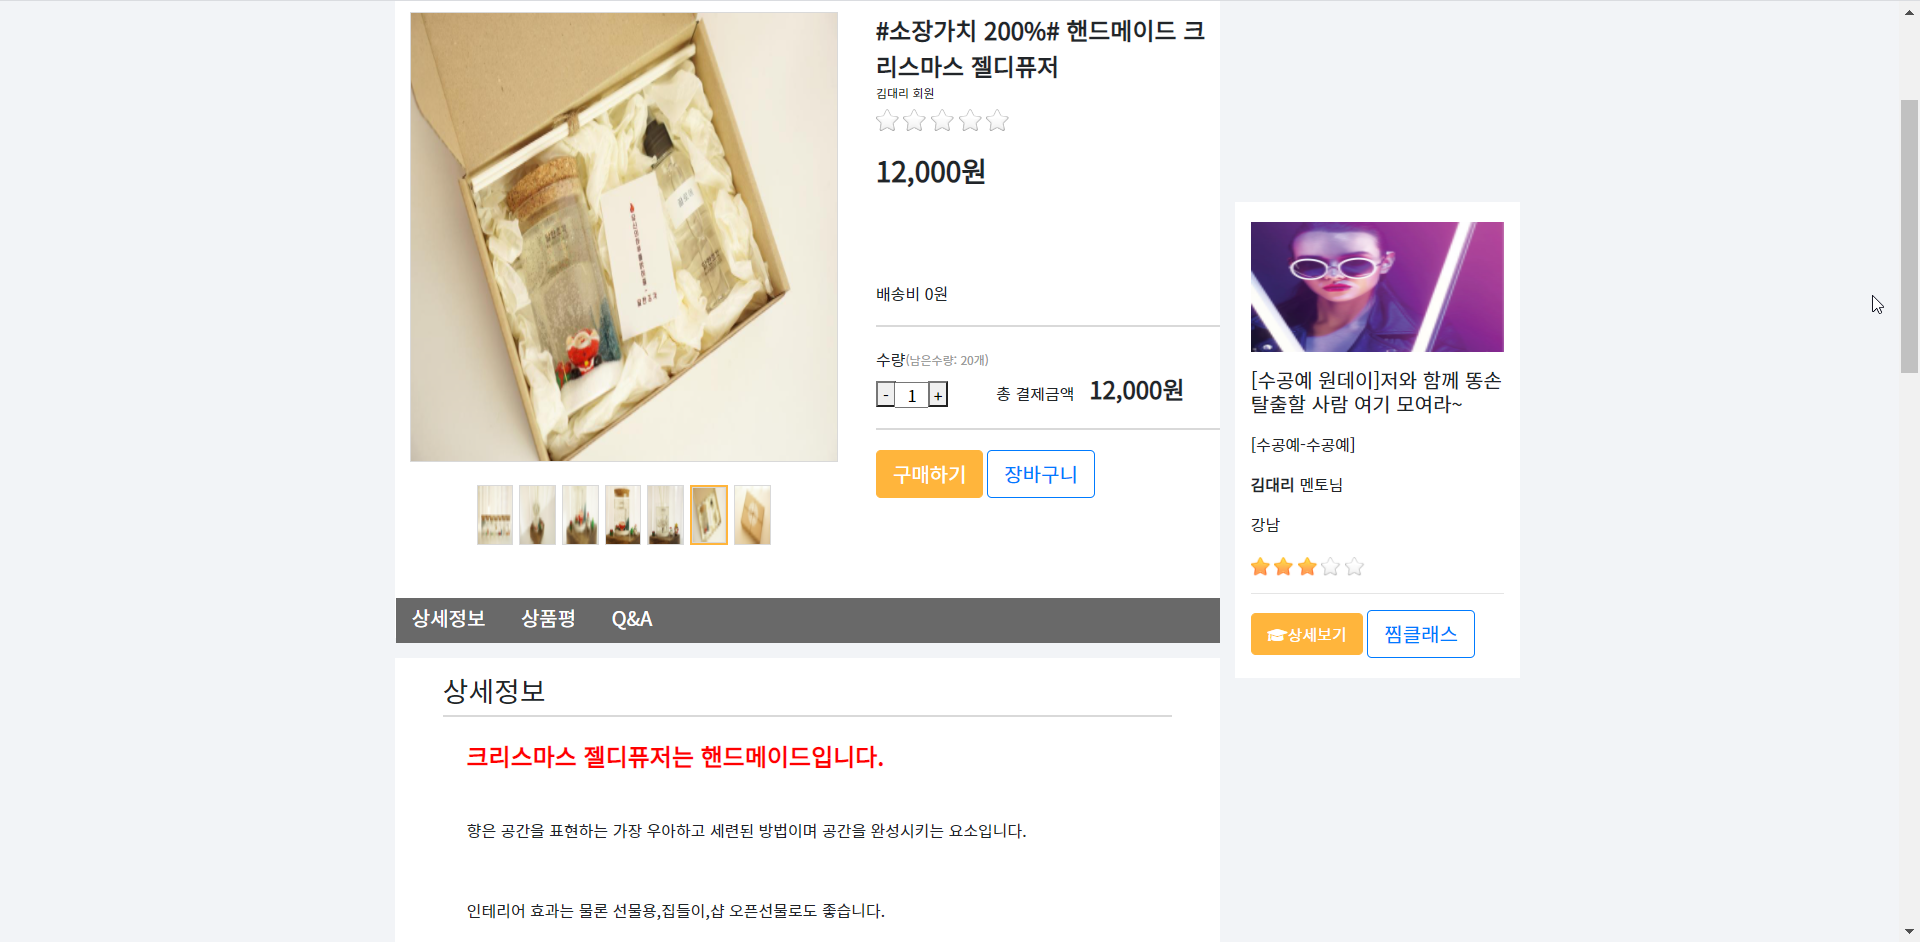 #소장가치 200%# 핸드메이드 크
리스마스 젤디퓨저
김대리 회원
12,000원
배송비 0원
수량(남은수량: 20개)
- 1 + 총 결제금액 12,000원
구매하기 장바구니
상세정보 상품평 Q&A
상세정보
크리스마스 젤디퓨저는 핸드메이드입니다.
향은 공간을 표현하는 가장 우아하고 세련된 방법이며 공간을 완성시키는 요소입니다.
인테리어 효과는 물론 선물용,집들이,샵 오픈선물로도 좋습니다.
[수공예 원데이]저와 함께 똥손
탈출할 사람 여기 모여라~
[수공예-수공예]
김대리 멘토님
강남
상세보기 찜클래스